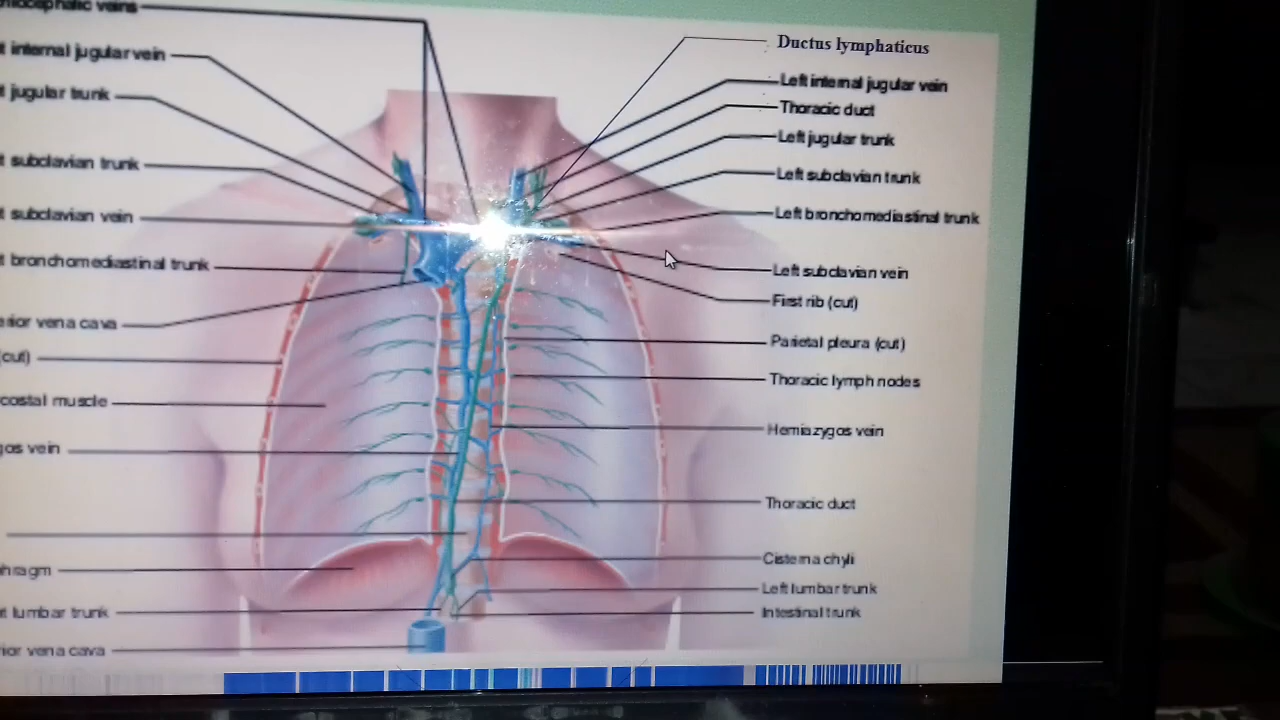 internal jugular vein
jugular trunk
subclavian trunk
subclavian vein
bronchomediastinal trunk
vena cava
(cut)
costal muscle
vein
lumbar trunk
vena cava
Ductus lymphaticus
Left internal jugular vein
Thoracic duct
Left jugular trunk
Left subclavian trunk
Left bronchomediastinal trunk
Left subclavian vein
First rib (cut)
Parietal pleura (cut)
Thoracic lymph nodes
Hemiazygos vein
Thoracic duct
Cisterna chyli
Left lumbar trunk
Intestinal trunk